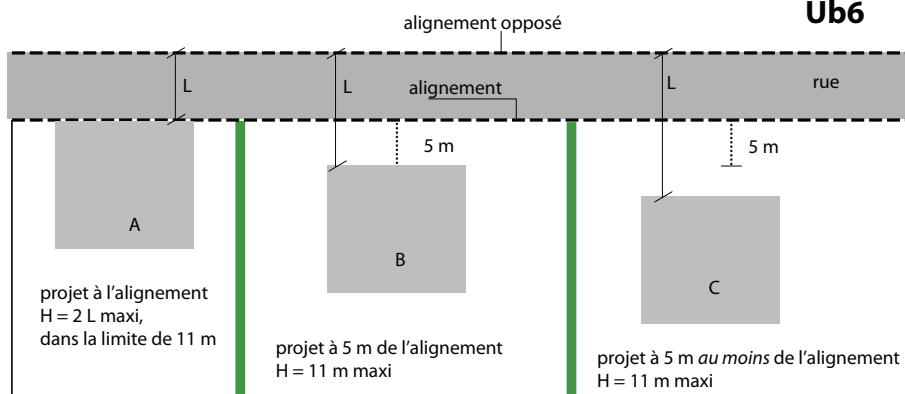 Ub6
alignement opposé
L
L
L
alignement
rue
5 m
5 m
A
B
C
projet à l'alignement
H = 2 L maxi,
dans la limite de 11 m
projet à 5 m de l'alignement
H = 11 m maxi
projet à 5 m au moins de l'alignement
H = 11 m maxi